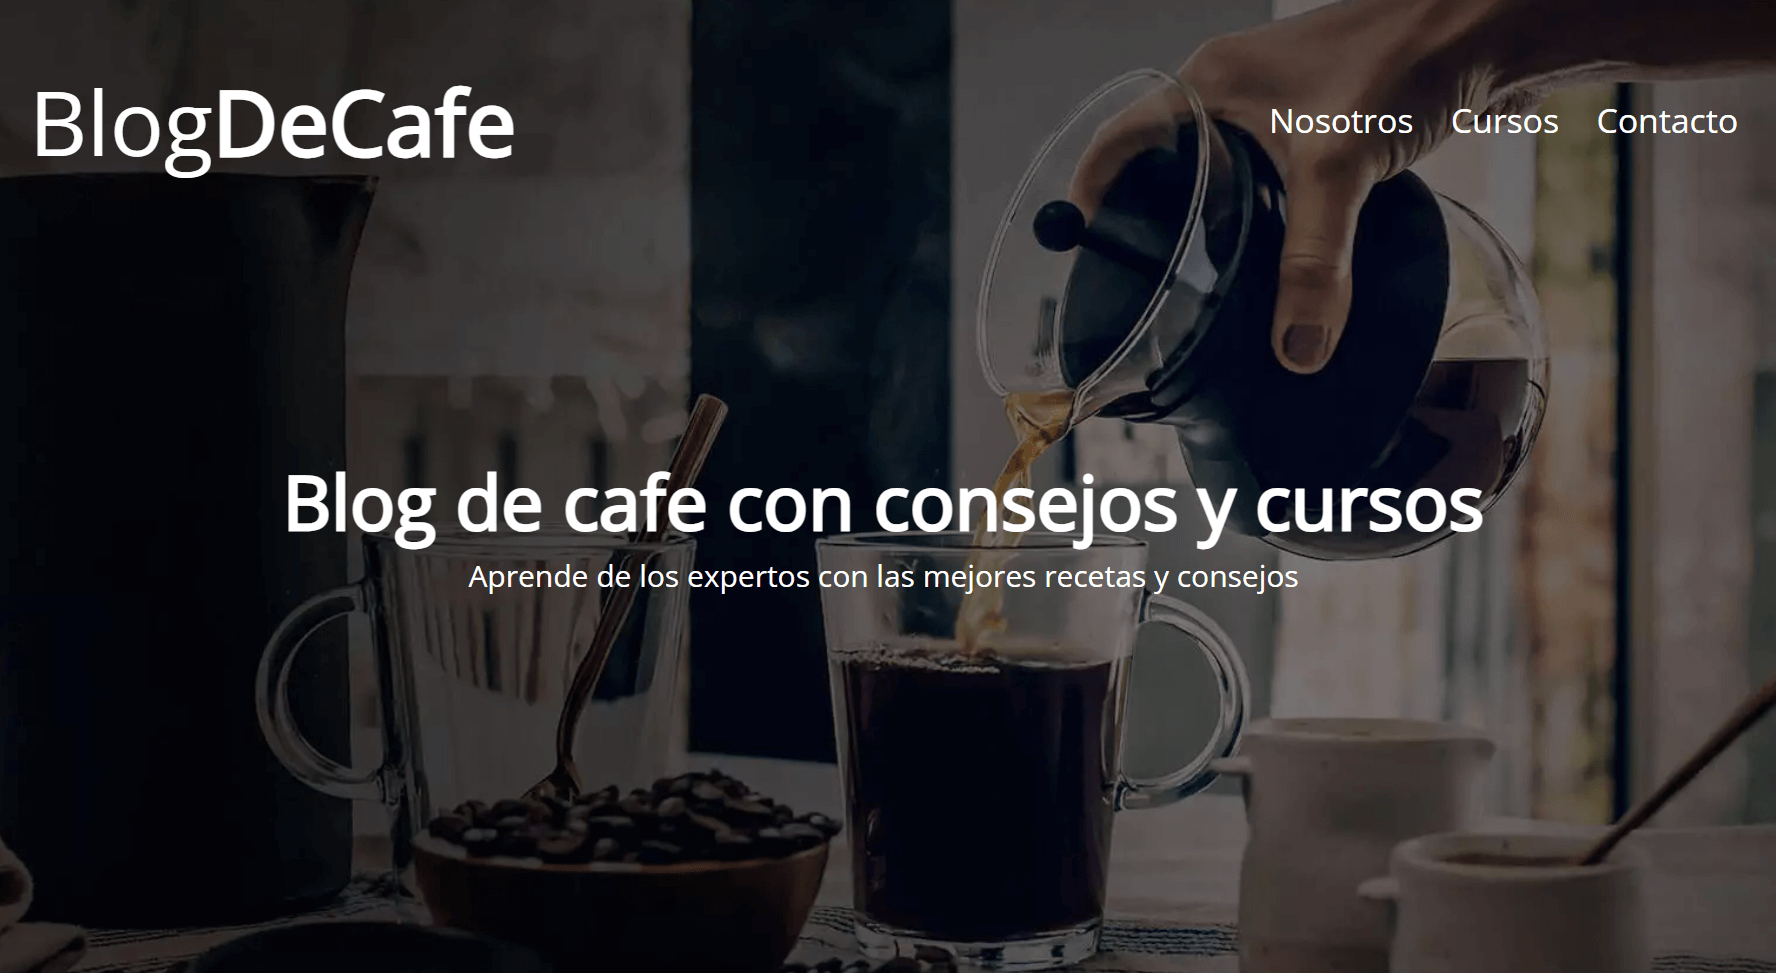 BlogDeCafe
Nosotros Cursos Contacto
Blog de cafe con consejos y cursos
Aprende de los expertos con las mejores recetas y consejos